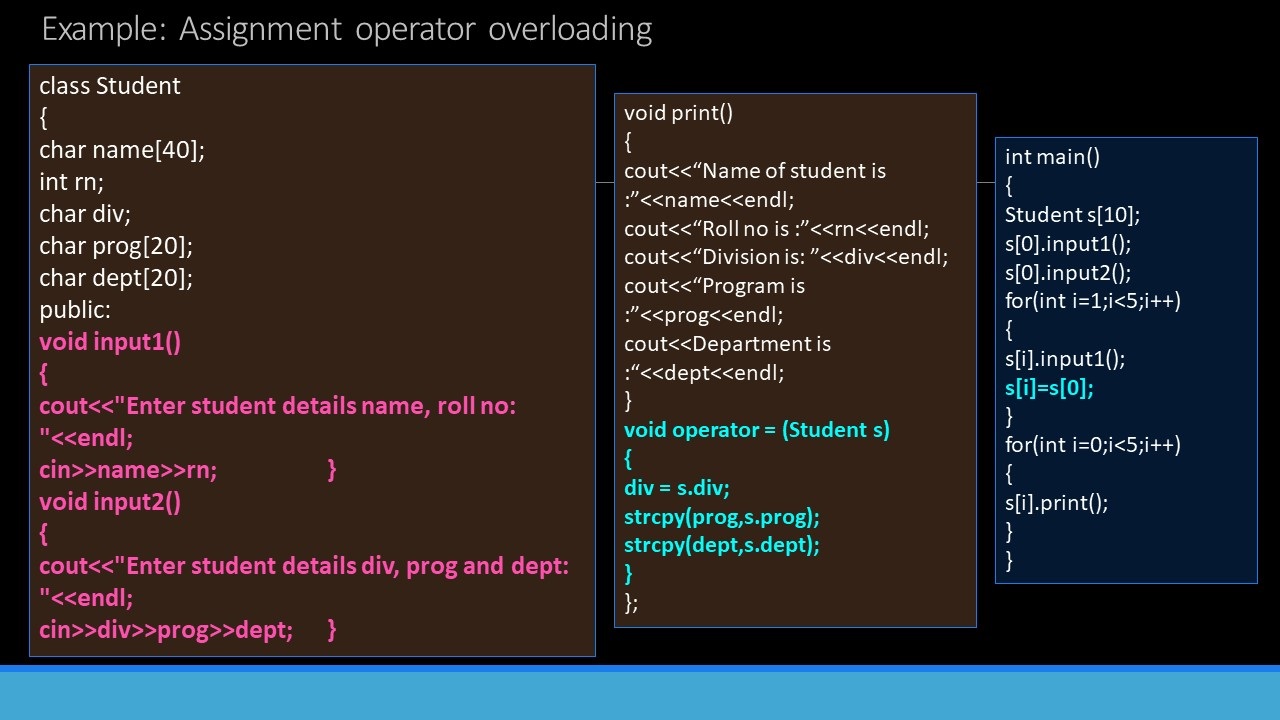 Example: Assignment operator overloading
class Student
{
char name[40];
int rn;
char div;
char prog[20];
char dept[20];
public:
void input1()
{
cout<<"Enter student details name, roll no:
"<<endl;
cin>>name>>rn; }
void input2()
{
cout<<"Enter student details div, prog and dept:
"<<endl;
cin>>div>>prog>>dept; }
void print()
{
cout<<“Name of student is
:”<<name<<endl;
cout<<“Roll no is :”<<rn<<endl;
cout<<“Division is: ”<<div<<endl;
cout<<“Program is
:”<<prog<<endl;
cout<<Department is
:“<<dept<<endl;
}
void operator = (Student s)
{
div = s.div;
strcpy(prog,s.prog);
strcpy(dept,s.dept);
}
};
int main()
{
Student s[10];
s[0].input1();
s[0].input2();
for(int i=1;i<5;i++)
{
s[i].input1();
s[i]=s[0];
}
for(int i=0;i<5;i++)
{
s[i].print();
}
}